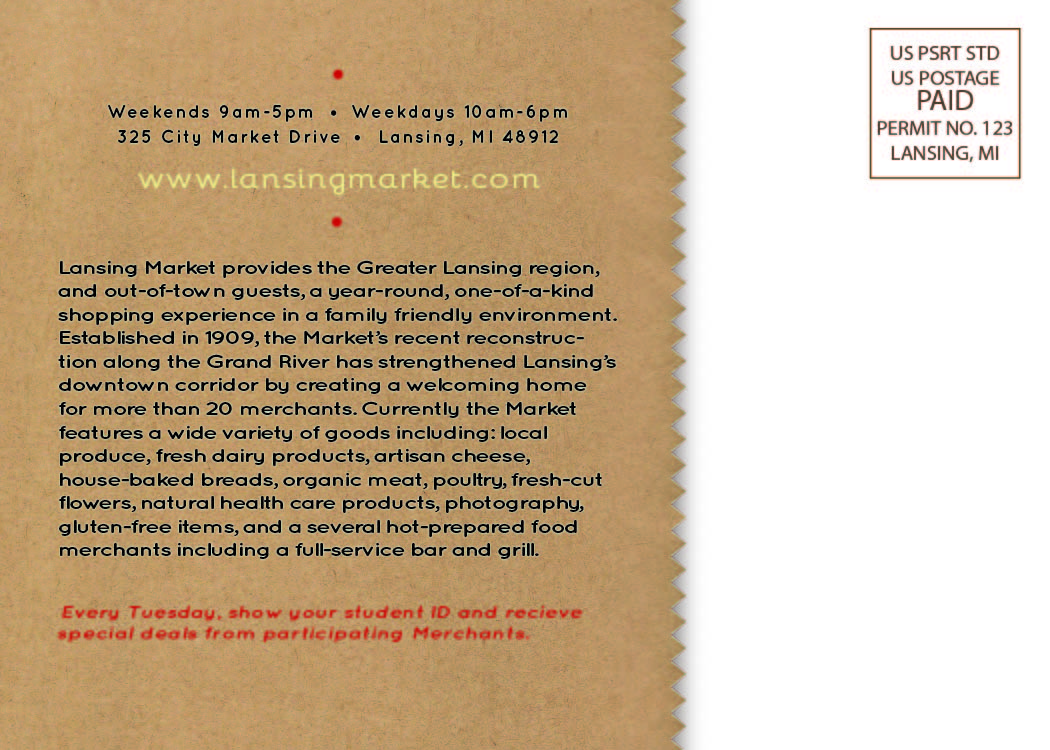 Weekends 9am-5pm • Weekdays 10am-6pm
325 City Market Drive • Lansing, MI 48912
www.lansingmarket.com
Lansing Market provides the Greater Lansing region,
and out-of-town guests, a year-round, one-of-a-kind
shopping experience in a family friendly environment.
Established in 1909, the Market's recent reconstruc-
tion along the Grand River has strengthened Lansing's
downtown corridor by creating a welcoming home
for more than 20 merchants. Currently the Market
features a wide variety of goods including: local
produce, fresh dairy products, artisan cheese,
house-baked breads, organic meat, poultry, fresh-cut
flowers, natural health care products, photography,
gluten-free items, and a several hot-prepared food
merchants including a full-service bar and grill.
Every Tuesday, show your student ID and recieve
special deals from participating Merchants.
US PSRT STD
US POSTAGE
PAID
PERMIT NO. 123
LANSING, MI